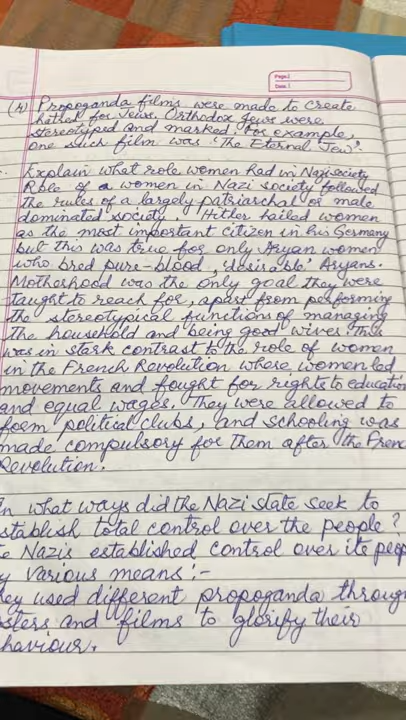 Page:
Date:
(4) Propoganda films were made to create
hatred for Jews, Orthodox Jews were
stereotyped and marked. For example,
one such film was 'The Eternal Jew'.
Explain what role women had in Nazi society
Role of a women in Nazi society followed
the rules of a largely patriarchal or male
dominated society. Hitler hailed women
as the most important citizen in his Germany
but this was true for only Aryan women
who bred pure-blood, 'desirable' Aryans.
Motherhood was the only goal they were
taught to reach for, apart from performing
the stereotypical functions of managing
the household and being good wives This
was in stark contrast to the role of women
in the French Revolution where women led
movements and fought for rights to education
and equal wages. They were allowed to
form political clubs, and schooling was
made compulsory for them after the Fren
Revolution.
In what ways did the Nazi state seek to
stablish total control over the people?
e Nazis established control over its peop
y various means:-
hey used different propoganda through
osters and films to glorify their
haviour.